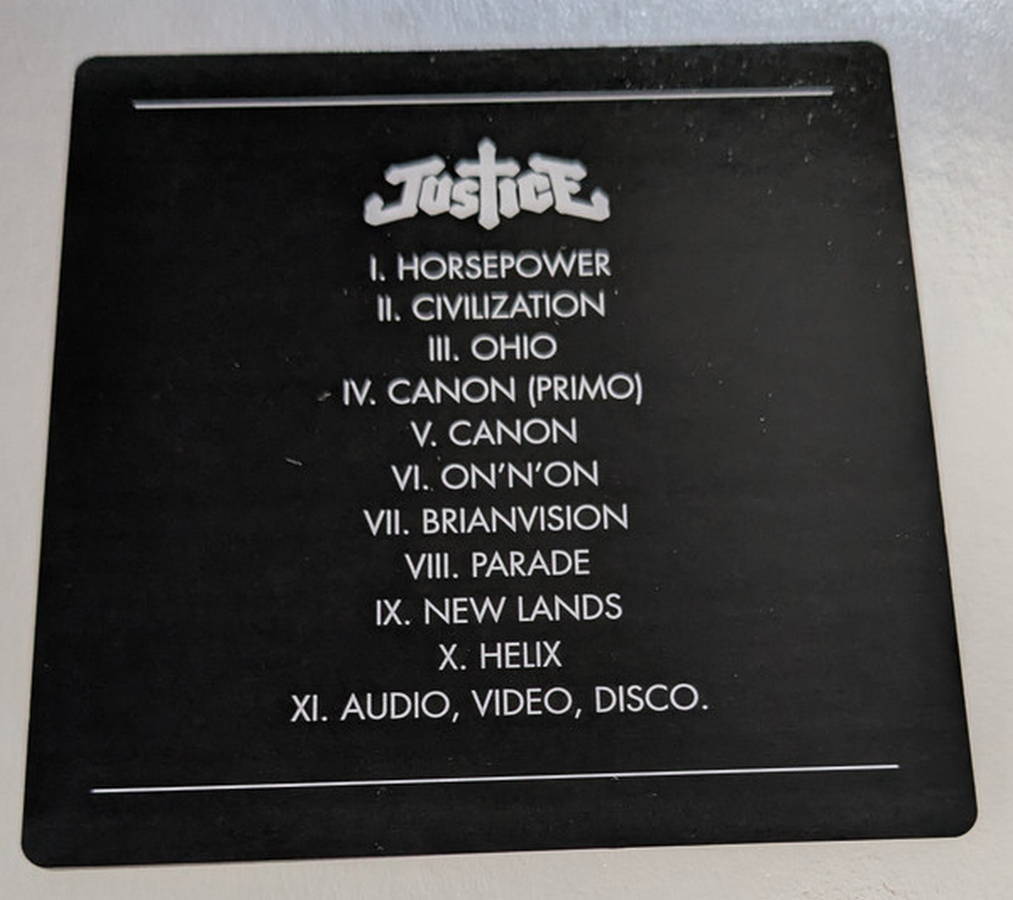 JUSTICE
I. HORSEPOWER
II. CIVILIZATION
III. OHIO
IV. CANON (PRIMO)
V. CANON
VI. ON'N'ON
VII. BRIANVISION
VIII. PARADE
IX. NEW LANDS
X. HELIX
XI. AUDIO, VIDEO, DISCO.